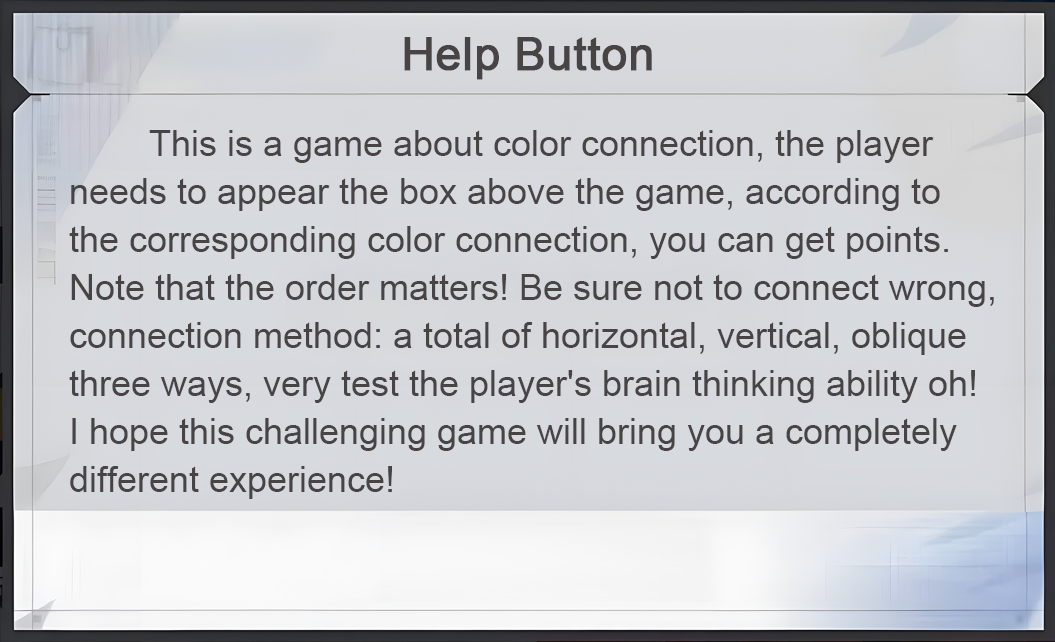 Help Button
This is a game about color connection, the player
needs to appear the box above the game, according to
the corresponding color connection, you can get points.
Note that the order matters! Be sure not to connect wrong,
connection method: a total of horizontal, vertical, oblique
three ways, very test the player's brain thinking ability oh!
I hope this challenging game will bring you a completely
different experience!